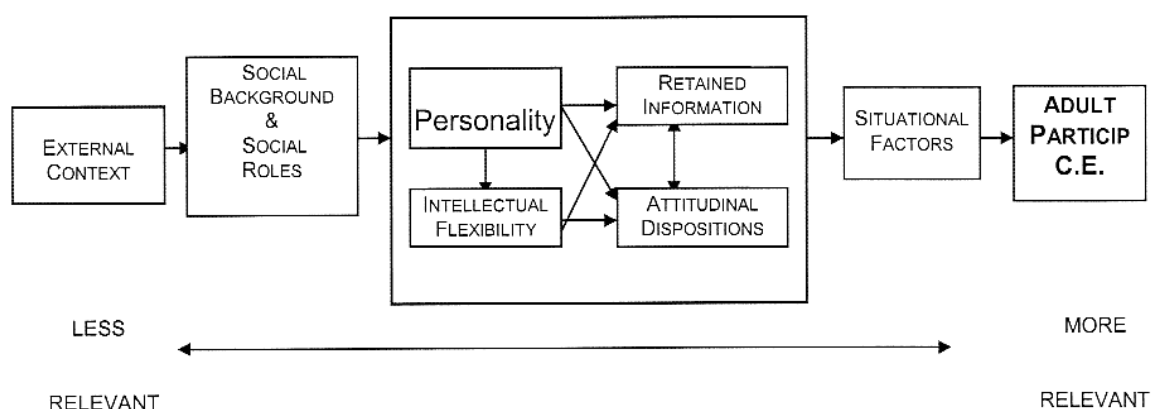 EXTERNAL
CONTEXT
SOCIAL
BACKGROUND
&
SOCIAL
ROLES
Personality
INTELLECTUAL
FLEXIBILITY
RETAINED
INFORMATION
ATTITUDINAL
DISPOSITIONS
SITUATIONAL
FACTORS
ADULT
PARTICIP
C.E.
LESS
RELEVANT
MORE
RELEVANT